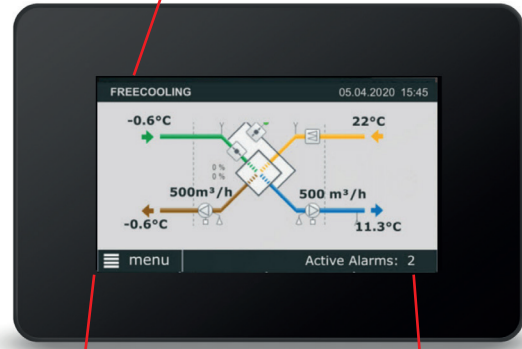 FREECOOLING 05.04.2020 15:45
-0.6°C 22°C
0 %
0 %
500m³/h 500 m³/h
-0.6°C 11.3°C
menu Active Alarms: 2